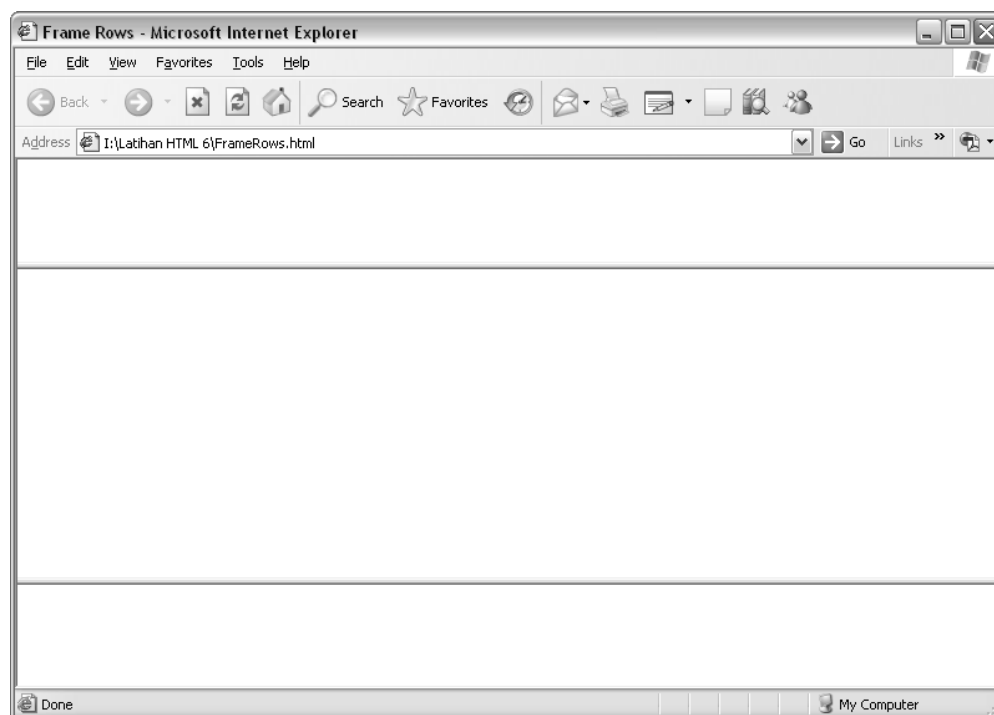 Frame Rows - Microsoft Internet Explorer
File Edit View Favorites Tools Help
Back Search Favorites
Address I:\Latihan HTML 6\FrameRows.html Go Links »
Done My Computer